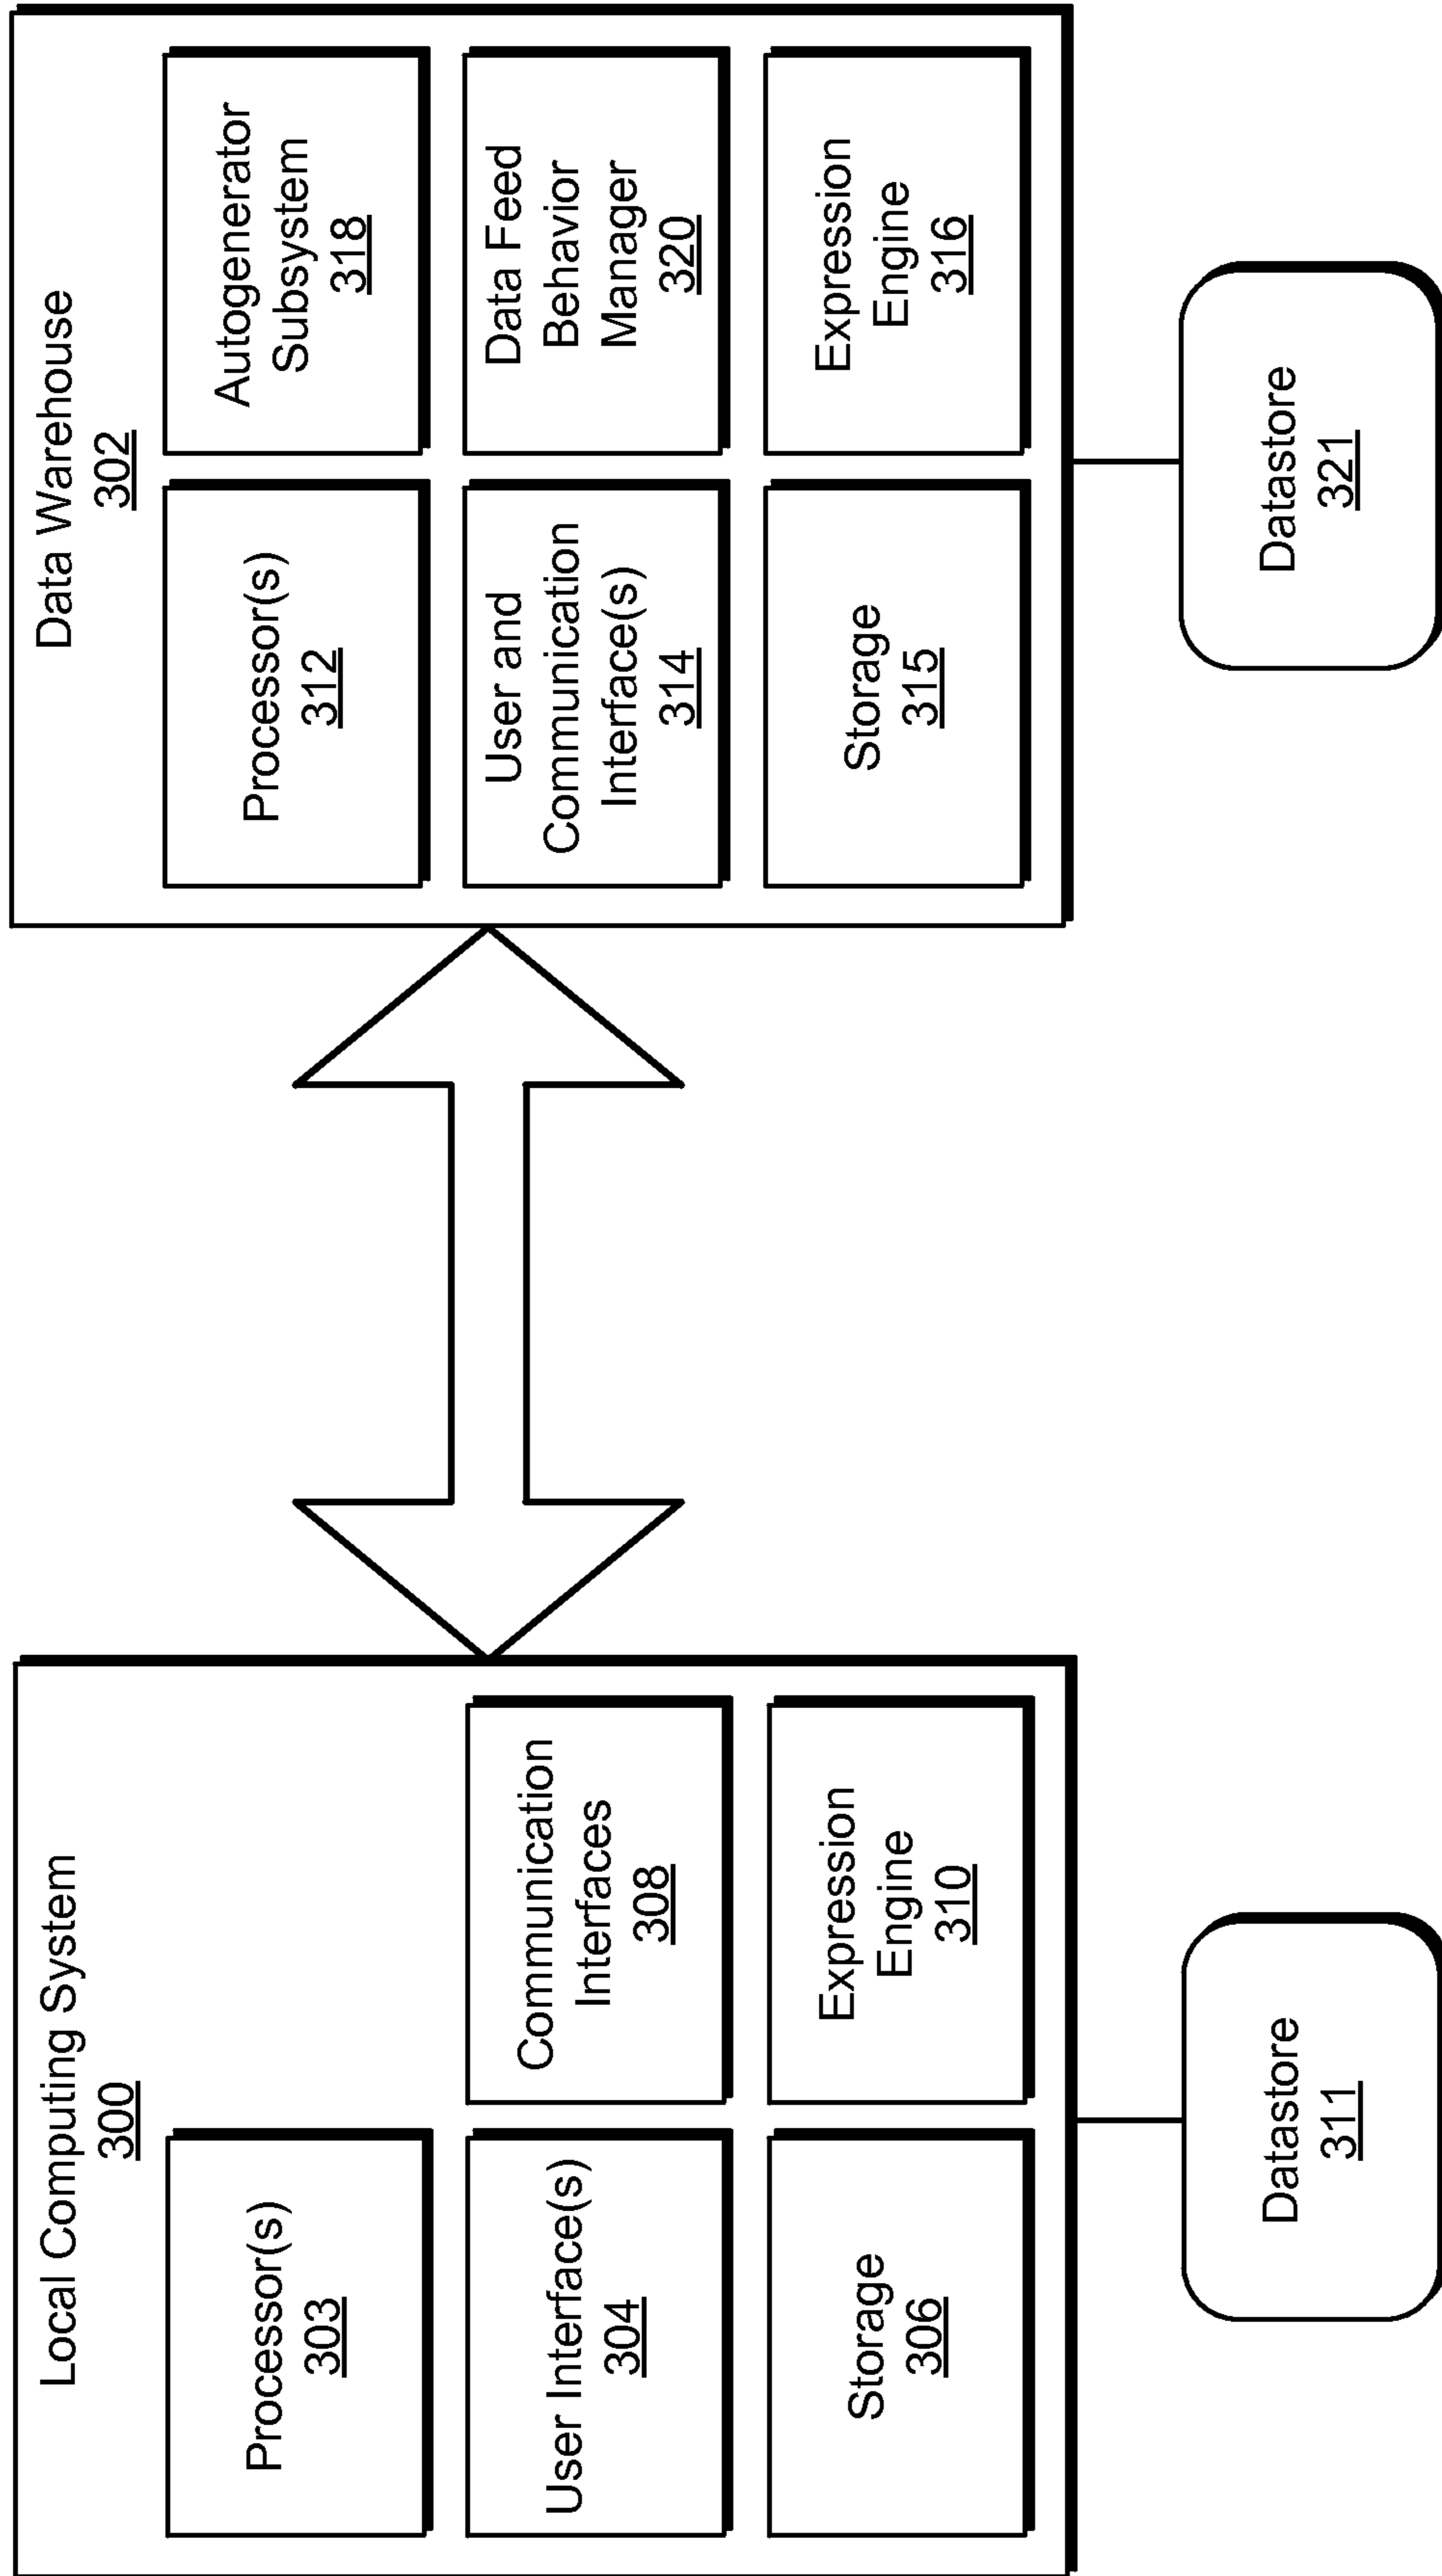 Local Computing System
300
Processor(s)
303
User Interface(s)
304
Communication
Interfaces
308
Storage
306
Expression
Engine
310
Datastore
311
Data Warehouse
302
Processor(s)
312
Autogenerator
Subsystem
318
User and
Communication
Interface(s)
314
Data Feed
Behavior
Manager
320
Storage
315
Expression
Engine
316
Datastore
321